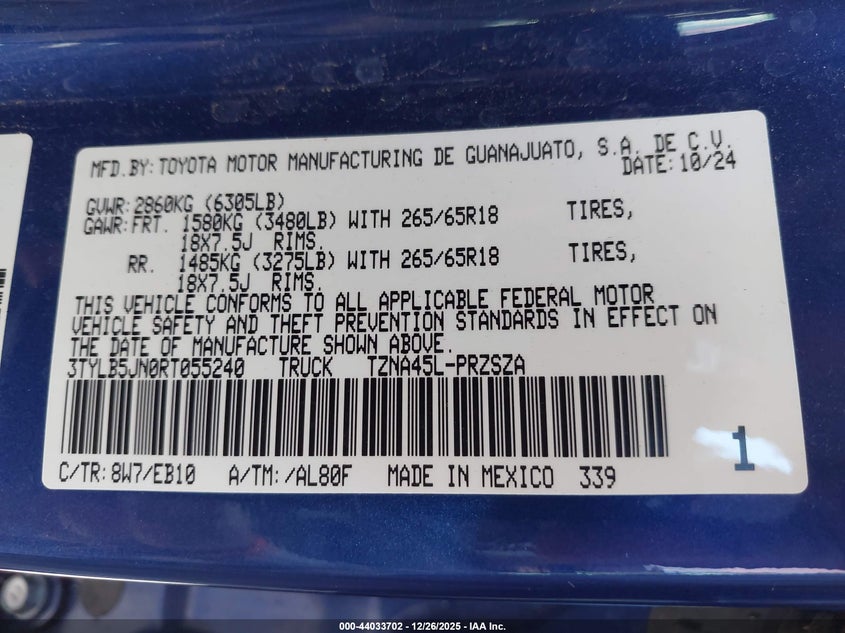 MFD.BY:TOYOTA MOTOR MANUFACTURING DE GUANAJUATO, S.A. DE C.V.
DATE:10/24
GVWR:2860KG (6305LB)
GAWR:FRT. 1580KG (3480LB) WITH 265/65R18 TIRES,
18X7.5J RIMS.
RR. 1485KG (3275LB) WITH 265/65R18 TIRES,
18X7.5J RIMS.
THIS VEHICLE CONFORMS TO ALL APPLICABLE FEDERAL MOTOR
VEHICLE SAFETY AND THEFT PREVENTION STANDARDS IN EFFECT ON
THE DATE OF MANUFACTURE SHOWN ABOVE.
3TYLB5JN0RT055240 TRUCK TZNA45L-PRZSZA
1
C/TR:8W7/EB10 A/TM:/AL80F MADE IN MEXICO 339
000-44033702 - 12/26/2025 - IAA Inc.